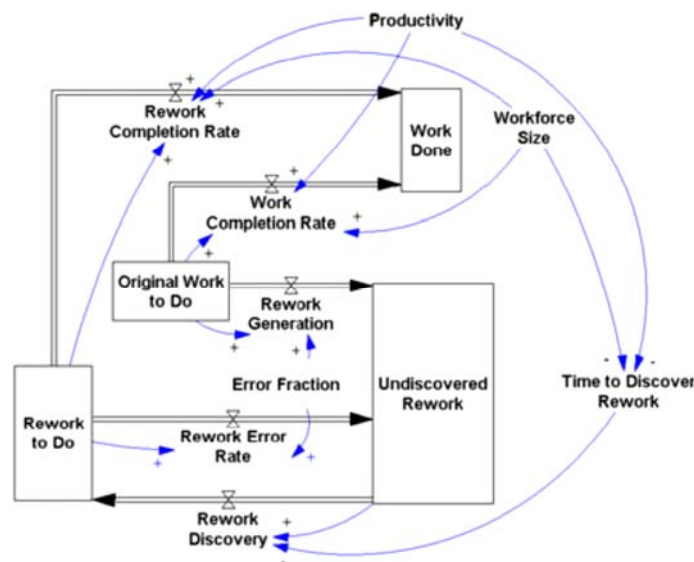 Productivity
+
Rework
Completion Rate
+
+
Work
Done
Workforce
Size
+
Work
Completion Rate
+
+
Original Work
to Do
Rework
Generation
+
+
Error Fraction
Undiscovered
Rework
-
-
Time to Discover
Rework
Rework
to Do
Rework Error
Rate
+
+
Rework
Discovery
+
-